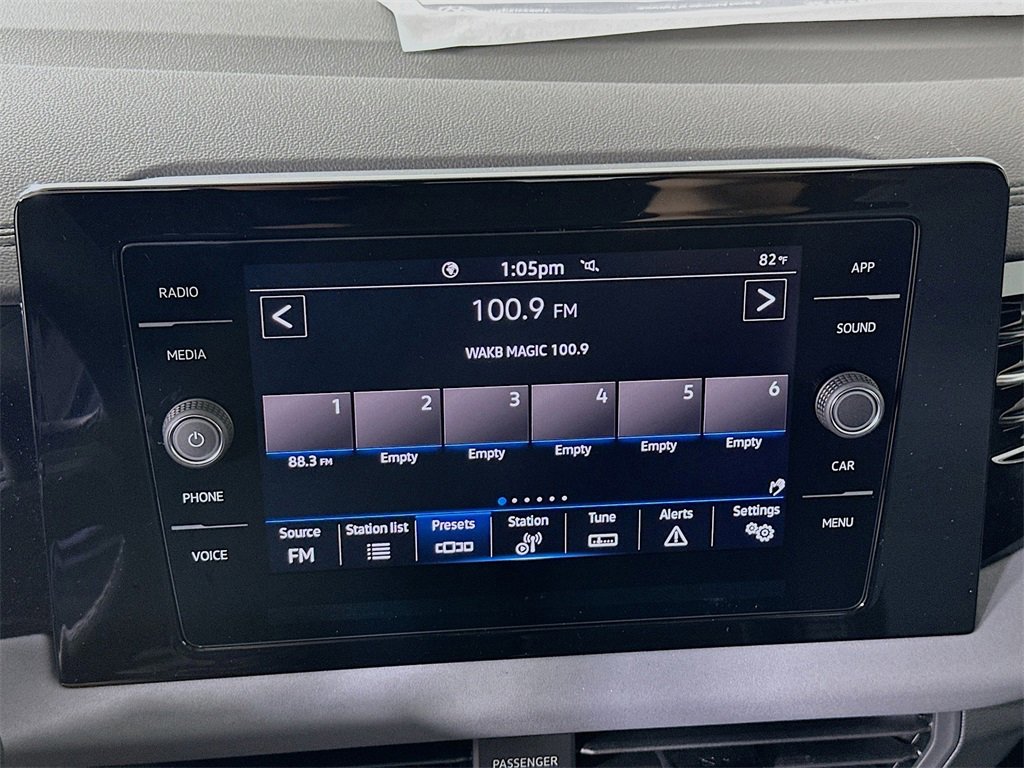 1:05pm 82°F
RADIO
MEDIA
PHONE
VOICE
< 100.9 FM >
WAKB MAGIC 100.9
1 2 3 4 5 6
88.3 FM Empty Empty Empty Empty Empty
Source Station list Presets Station Tune Alerts Settings
FM
APP
SOUND
CAR
MENU
PASSENGER